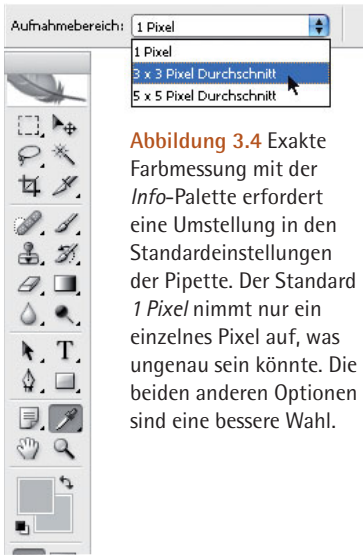 Aufnahmebereich: 1 Pixel
1 Pixel
3 x 3 Pixel Durchschnitt
5 x 5 Pixel Durchschnitt
Abbildung 3.4 Exakte
Farbmessung mit der
Info-Palette erfordert
eine Umstellung in den
Standardeinstellungen
der Pipette. Der Standard
1 Pixel nimmt nur ein
einzelnes Pixel auf, was
ungenau sein könnte. Die
beiden anderen Optionen
sind eine bessere Wahl.